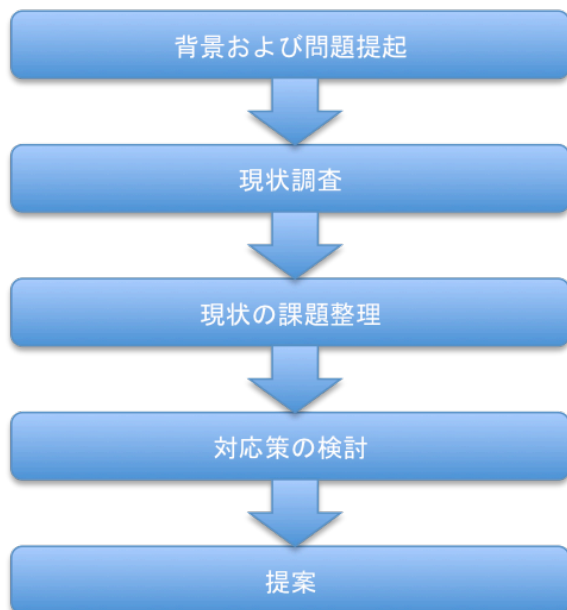 背景および問題提起
現状調査
現状の課題整理
対応策の検討
提案